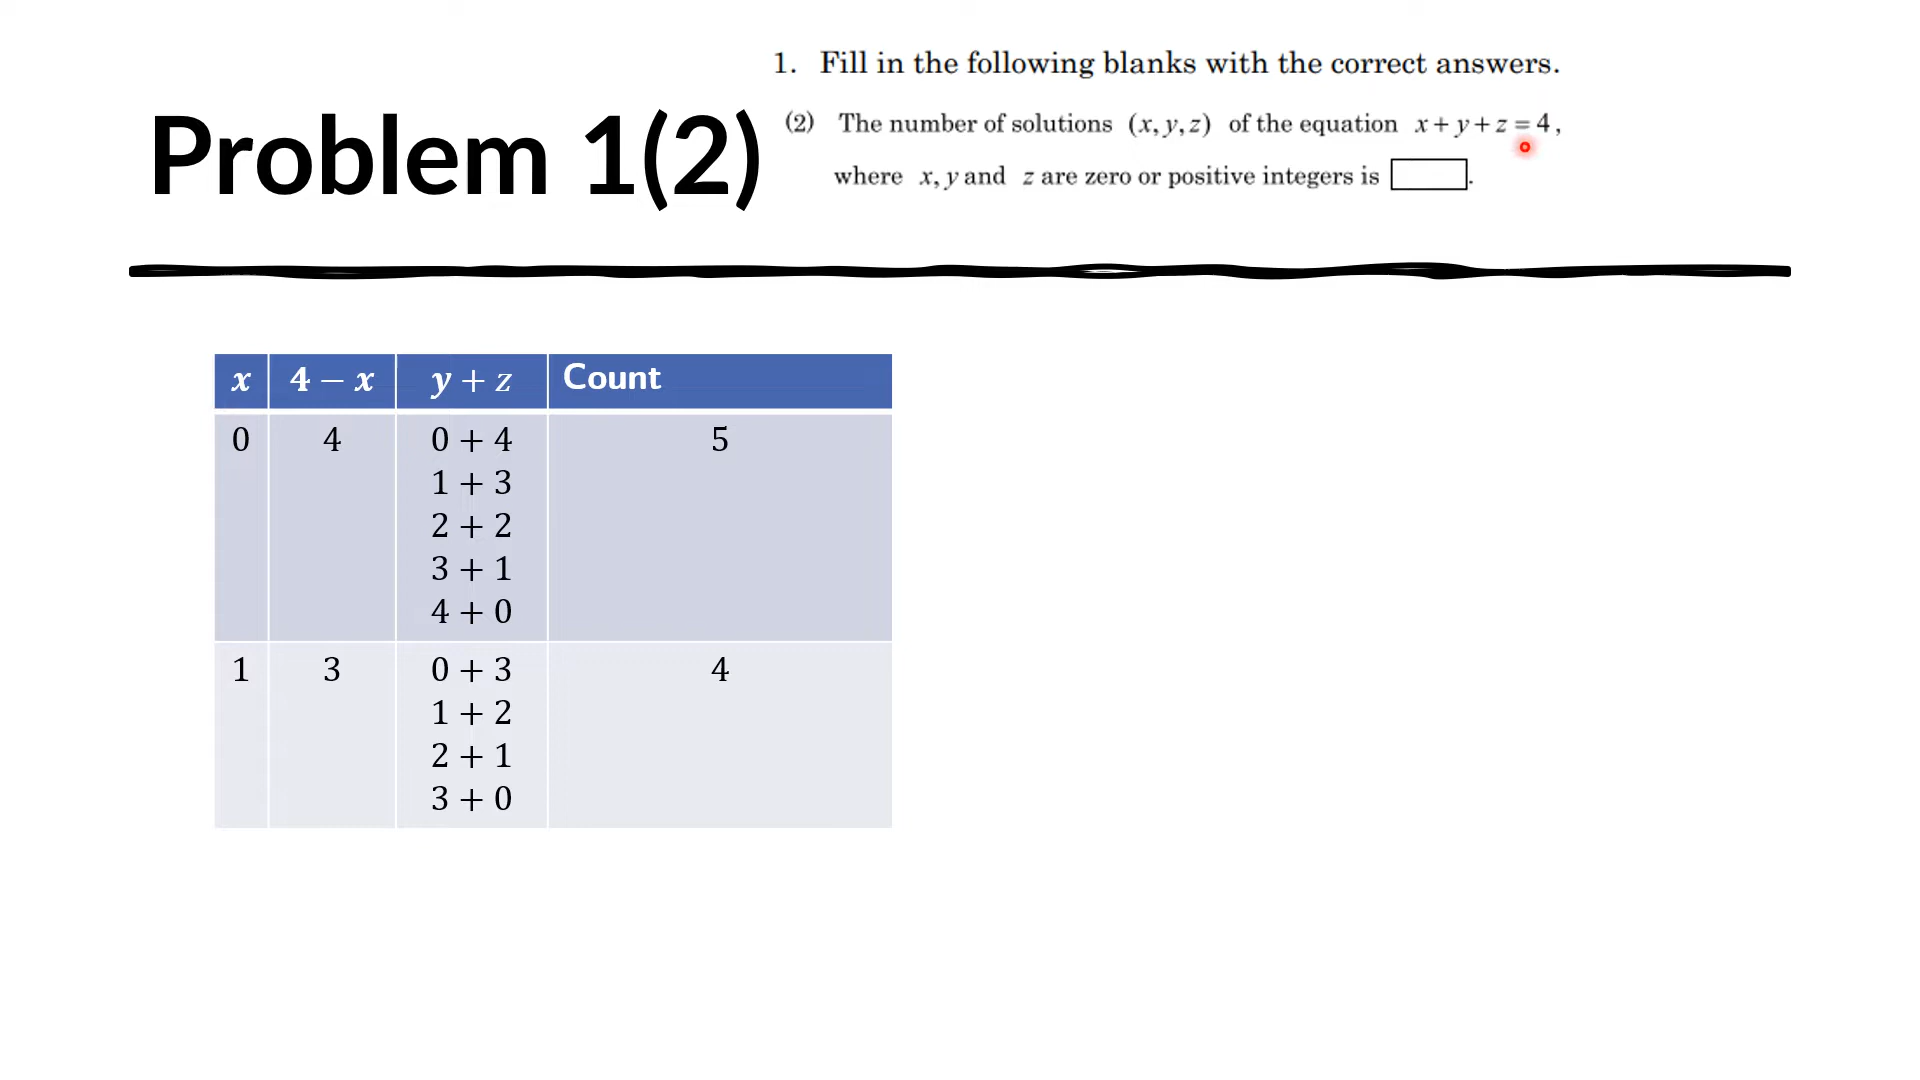 1. Fill in the following blanks with the correct answers.
Problem 1(2)
(2) The number of solutions (x, y, z) of the equation x + y + z = 4 ,
where x, y and z are zero or positive integers is .
x 4 − x y + z Count
0 4 0 + 4 5
1 + 3
2 + 2
3 + 1
4 + 0
1 3 0 + 3 4
1 + 2
2 + 1
3 + 0